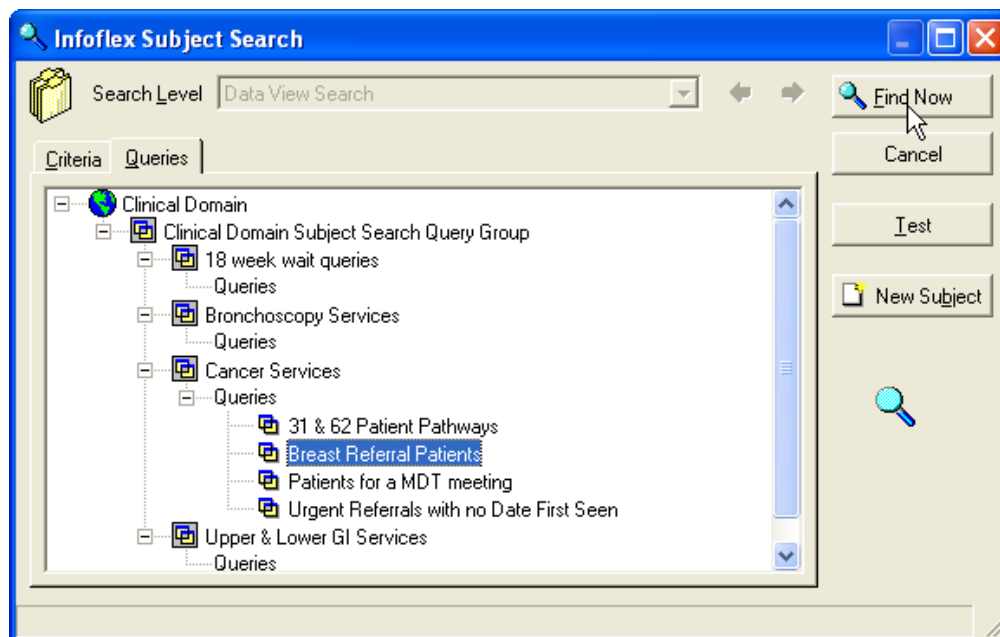 Infoflex Subject Search
Search Level Data View Search
Find Now
Cancel
Test
New Subject
Criteria Queries
Clinical Domain
Clinical Domain Subject Search Query Group
18 week wait queries
Queries
Bronchoscopy Services
Queries
Cancer Services
Queries
31 & 62 Patient Pathways
Breast Referral Patients
Patients for a MDT meeting
Urgent Referrals with no Date First Seen
Upper & Lower GI Services
Queries